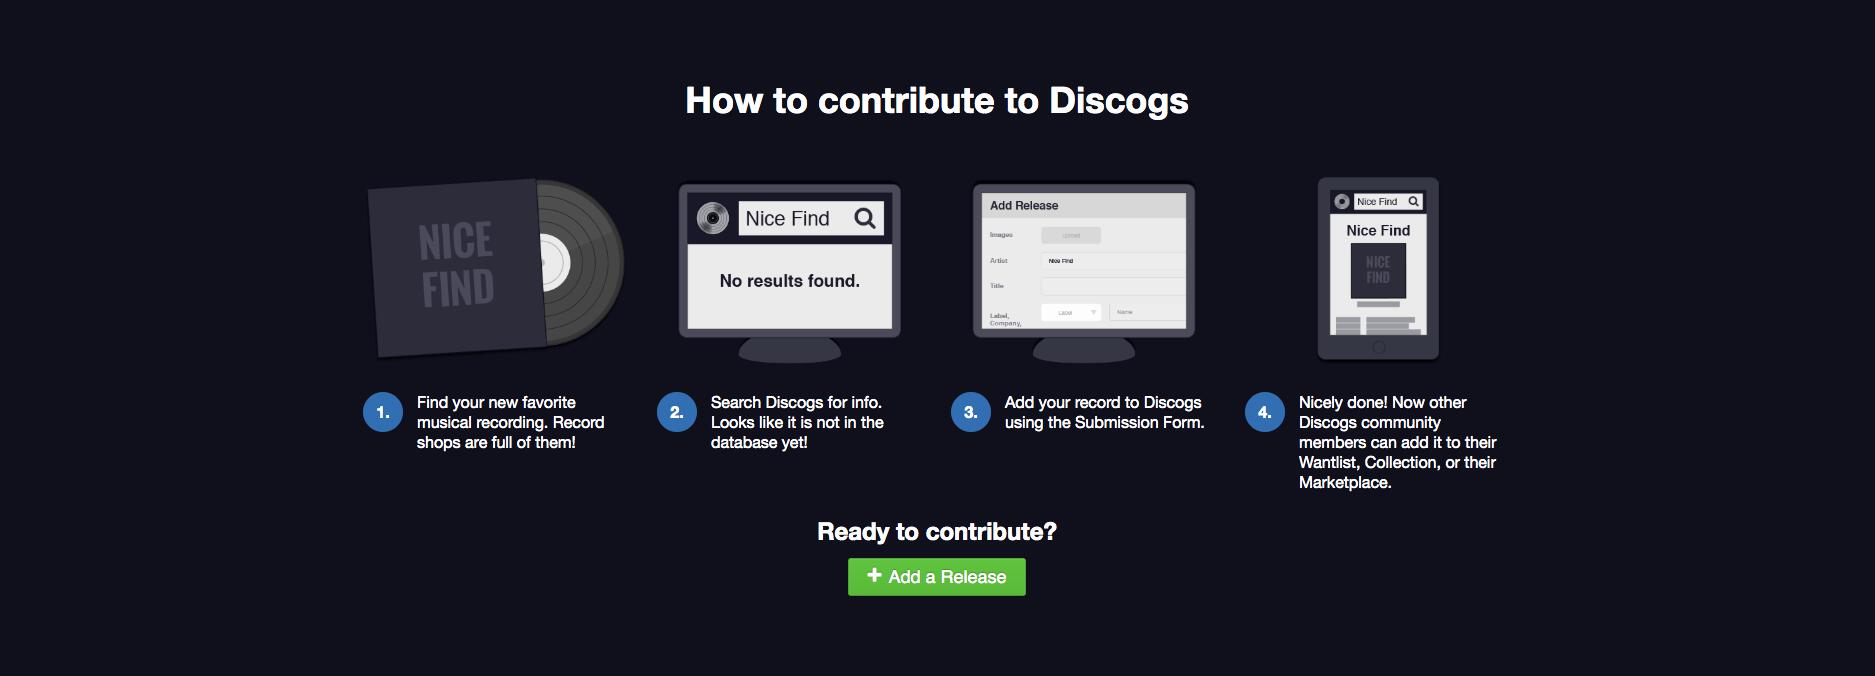 How to contribute to Discogs
NICE
FIND
Nice Find
No results found.
Add Release
Images
upload
Artist
Nice Find
Title
Label,
Company,
Label
Name
Nice Find
Nice Find
NICE
FIND
1.
Find your new favorite
musical recording. Record
shops are full of them!
2.
Search Discogs for info.
Looks like it is not in the
database yet!
3.
Add your record to Discogs
using the Submission Form.
4.
Nicely done! Now other
Discogs community
members can add it to their
Wantlist, Collection, or their
Marketplace.
Ready to contribute?
+ Add a Release